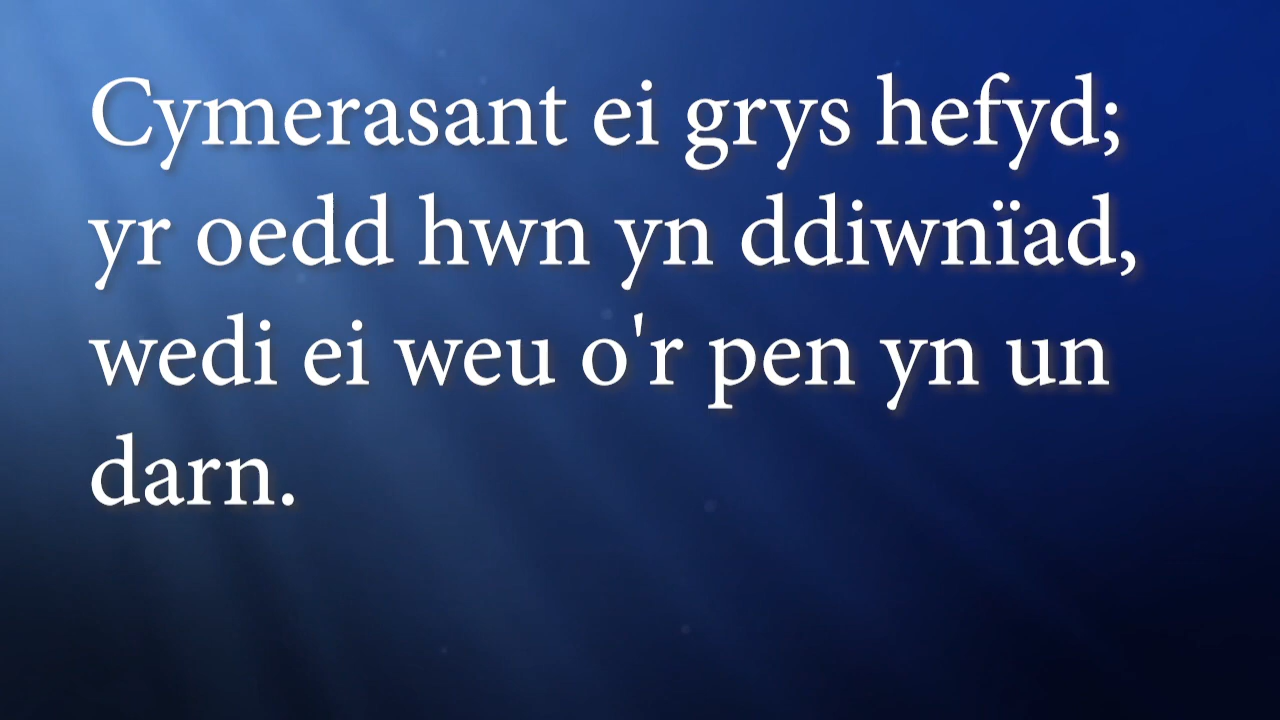 Cymerasant ei grys hefyd;
yr oedd hwn yn ddiwnïad,
wedi ei weu o'r pen yn un
darn.